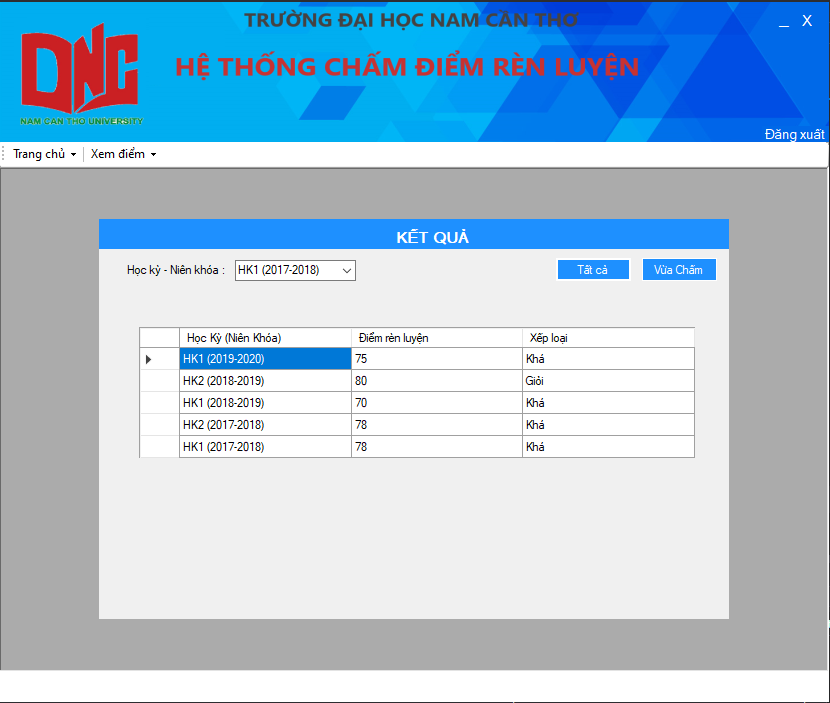 TRƯỜNG ĐẠI HỌC NAM CẦN THƠ
_ X
HỆ THỐNG CHẤM ĐIỂM RÈN LUYỆN
DNC
NAM CAN THO UNIVERSITY
Đăng xuất
Trang chủ Xem điểm
KẾT QUẢ
Học kỳ - Niên khóa : HK1 (2017-2018) Tất cả Vừa Chấm
Học Kỳ (Niên Khóa) Điểm rèn luyện Xếp loại
HK1 (2019-2020) 75 Khá
HK2 (2018-2019) 80 Giỏi
HK1 (2018-2019) 70 Khá
HK2 (2017-2018) 78 Khá
HK1 (2017-2018) 78 Khá